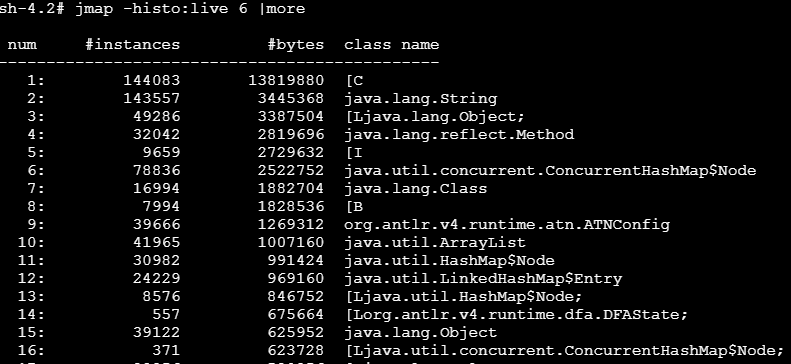 sh-4.2# jmap -histo:live 6 |more
num #instances #bytes class name
----------------------------------------------
1: 144083 13819880 [C
2: 143557 3445368 java.lang.String
3: 49286 3387504 [Ljava.lang.Object;
4: 32042 2819696 java.lang.reflect.Method
5: 9659 2729632 [I
6: 78836 2522752 java.util.concurrent.ConcurrentHashMap$Node
7: 16994 1882704 java.lang.Class
8: 7994 1828536 [B
9: 39666 1269312 org.antlr.v4.runtime.atn.ATNConfig
10: 41965 1007160 java.util.ArrayList
11: 30982 991424 java.util.HashMap$Node
12: 24229 969160 java.util.LinkedHashMap$Entry
13: 8576 846752 [Ljava.util.HashMap$Node;
14: 557 675664 [Lorg.antlr.v4.runtime.dfa.DFAState;
15: 39122 625952 java.lang.Object
16: 371 623728 [Ljava.util.concurrent.ConcurrentHashMap$Node;